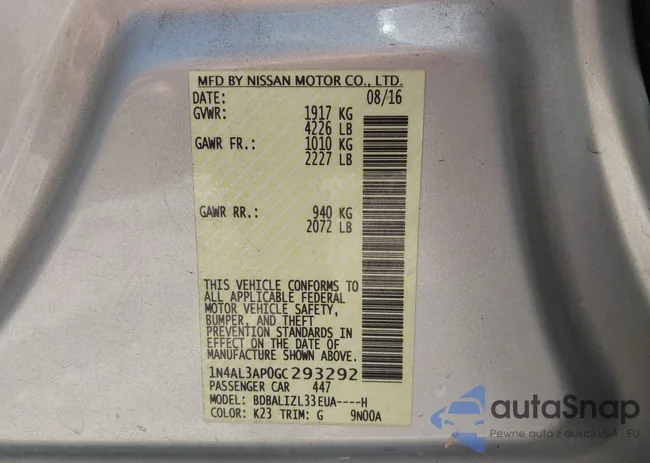 MFD BY NISSAN MOTOR CO., LTD.
DATE: 08/16
GVWR: 1917 KG
4226 LB
GAWR FR.: 1010 KG
2227 LB
GAWR RR.: 940 KG
2072 LB
THIS VEHICLE CONFORMS TO
ALL APPLICABLE FEDERAL
MOTOR VEHICLE SAFETY,
BUMPER, AND THEFT
PREVENTION STANDARDS IN
EFFECT ON THE DATE OF
MANUFACTURE SHOWN ABOVE.
1N4AL3AP0GC293292
PASSENGER CAR 447
MODEL: BDBALIZL33EUA----H
COLOR: K23 TRIM: G 9N00A
autaSnap
Pewne auta z aukcji USA i EU